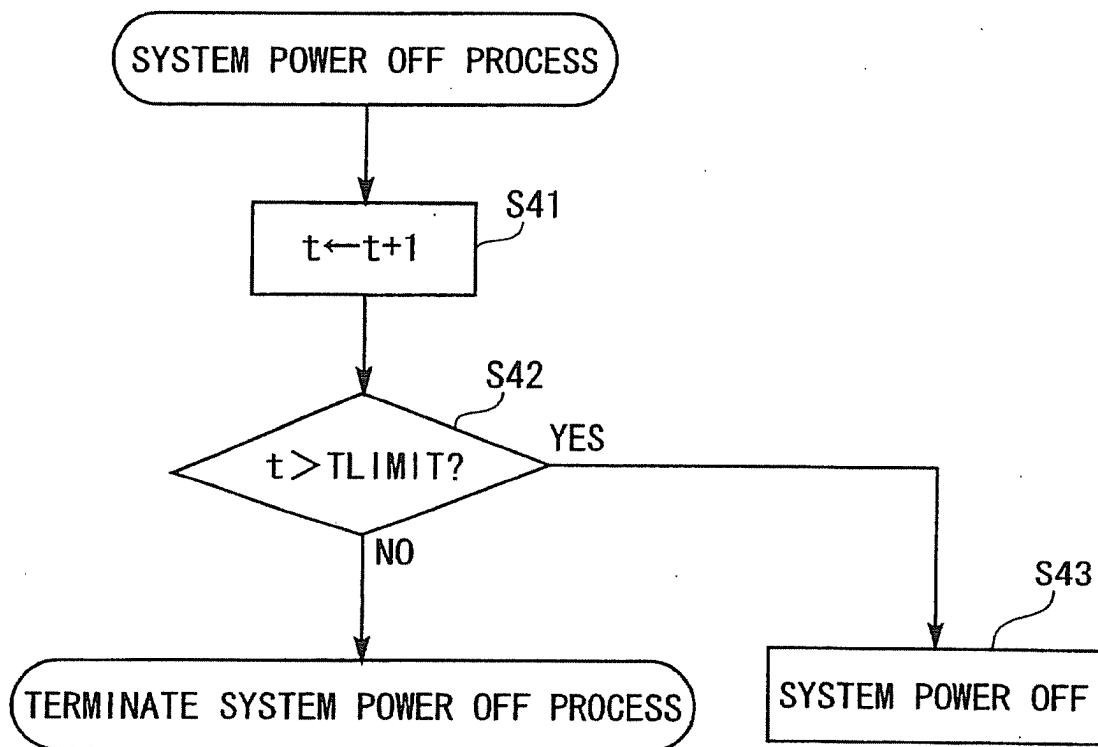 SYSTEM POWER OFF PROCESS
S41
t←t+1
S42
t＞TLIMIT?
YES
NO
S43
TERMINATE SYSTEM POWER OFF PROCESS
SYSTEM POWER OFF